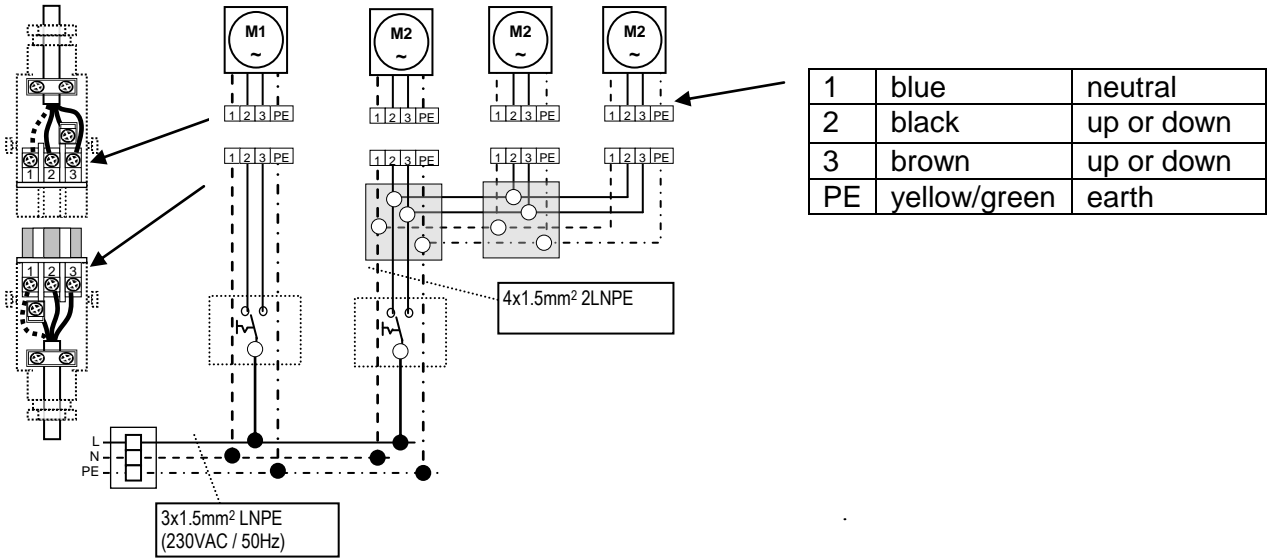 M1
~
M2
~
M2
~
M2
~
1 2 3 PE
1 2 3 PE
1 2 3 PE
1 2 3 PE
1 2 3 PE
1 2 3 PE
1 2 3 PE
1 2 3 PE
1 2 3
1 2 3
1 blue neutral
2 black up or down
3 brown up or down
PE yellow/green earth
4x1.5mm² 2LNPE
L
N
PE
3x1.5mm² LNPE
(230VAC / 50Hz)